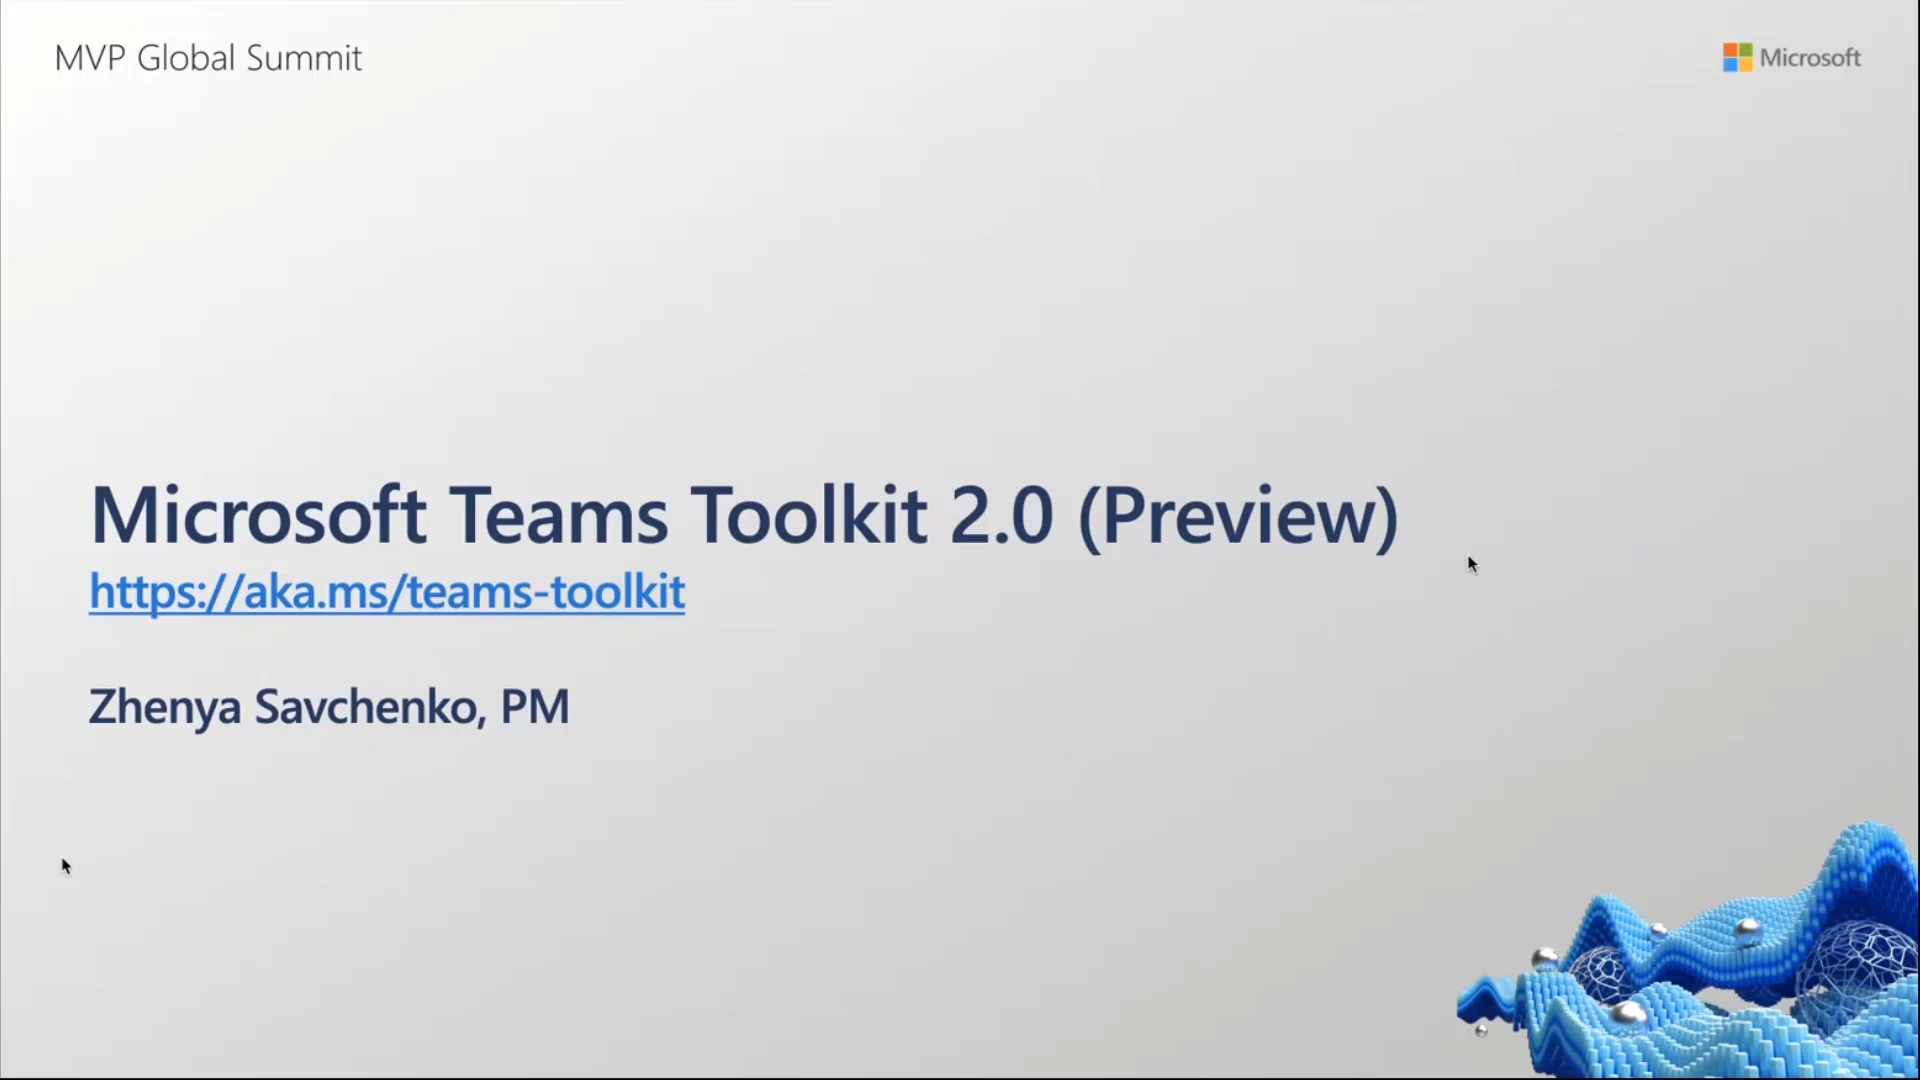 MVP Global Summit
Microsoft
Microsoft Teams Toolkit 2.0 (Preview)
https://aka.ms/teams-toolkit
Zhenya Savchenko, PM